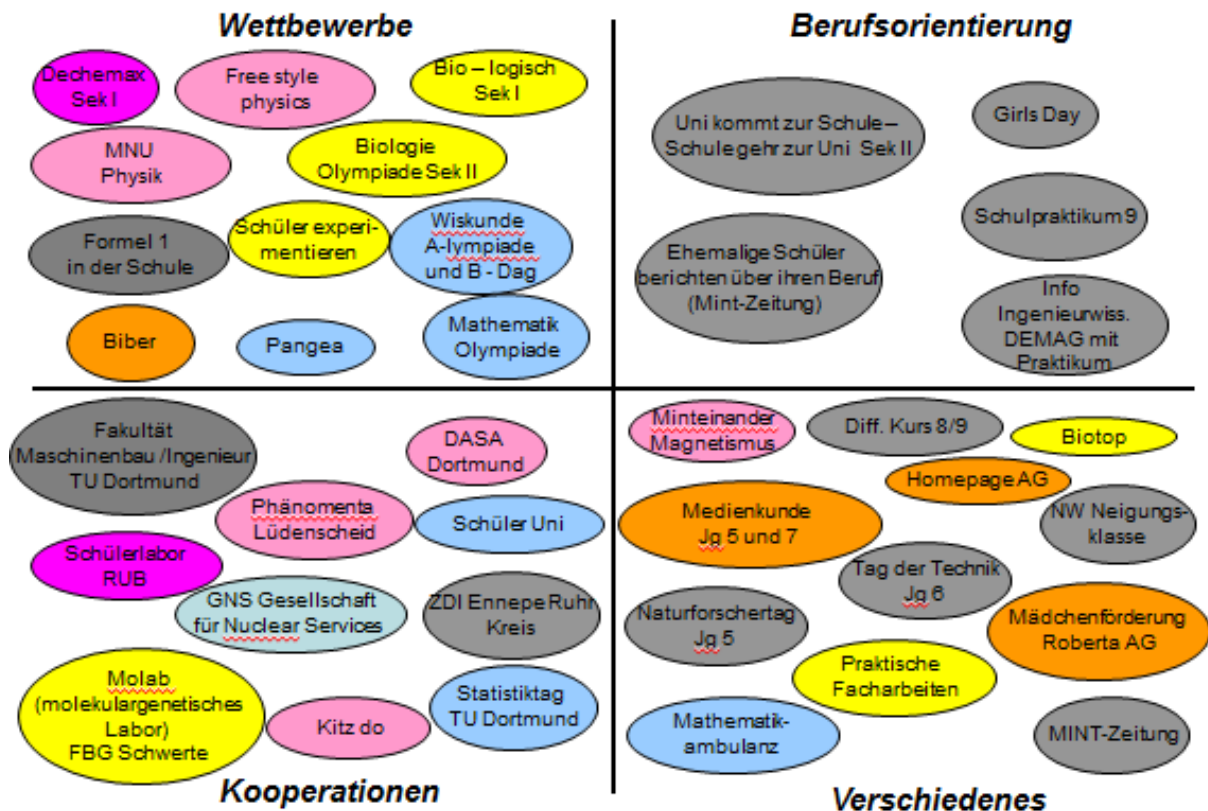 Wettbewerbe
Dechemax
Sek I
Free style
physics
Bio – logisch
Sek I
MNU
Physik
Biologie
Olympiade Sek II
Formel 1
in der Schule
Schüler experi-
mentieren
Wiskunde
A-lympiade
und B - Dag
Biber
Pangea
Mathematik
Olympiade
Berufsorientierung
Uni kommt zur Schule –
Schule gehr zur Uni Sek II
Girls Day
Schulpraktikum 9
Ehemalige Schüler
berichten über ihren Beruf
(Mint-Zeitung)
Info
Ingenieurwiss.
DEMAG mit
Praktikum
Fakultät
Maschinenbau /Ingenieur
TU Dortmund
DASA
Dortmund
Phänomenta
Lüdenscheid
Schüler Uni
Schülerlabor
RUB
GNS Gesellschaft
für Nuclear Services
ZDI Ennepe Ruhr
Kreis
Molab
(molekulargenetisches
Labor)
FBG Schwerte
Kitz do
Statistiktag
TU Dortmund
Kooperationen
Minteinander
Magnetismus
Diff. Kurs 8/9
Biotop
Homepage AG
Medienkunde
Jg 5 und 7
NW Neigungs-
klasse
Tag der Technik
Jg 6
Naturforschertag
Jg 5
Mädchenförderung
Roberta AG
Praktische
Facharbeiten
Mathematik-
ambulanz
MINT-Zeitung
Verschiedenes